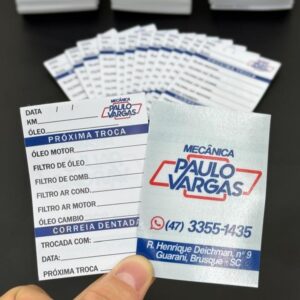 DATA / /
KM
ÓLEO
MECÂNICA
PAULO
VARGAS
PRÓXIMA TROCA
ÓLEO MOTOR
FILTRO DE ÓLEO
FILTRO DE COMB.
FILTRO AR COND.
FILTRO AR MOTOR
ÓLEO CAMBIO
CORREIA DENTADA
TROCADA COM:
DATA:
PRÓXIMA TROCA
MECÂNICA
PAULO
VARGAS
(47) 3355-1435
R. Henrique Deichman, nº 9
Guarani, Brusque - SC